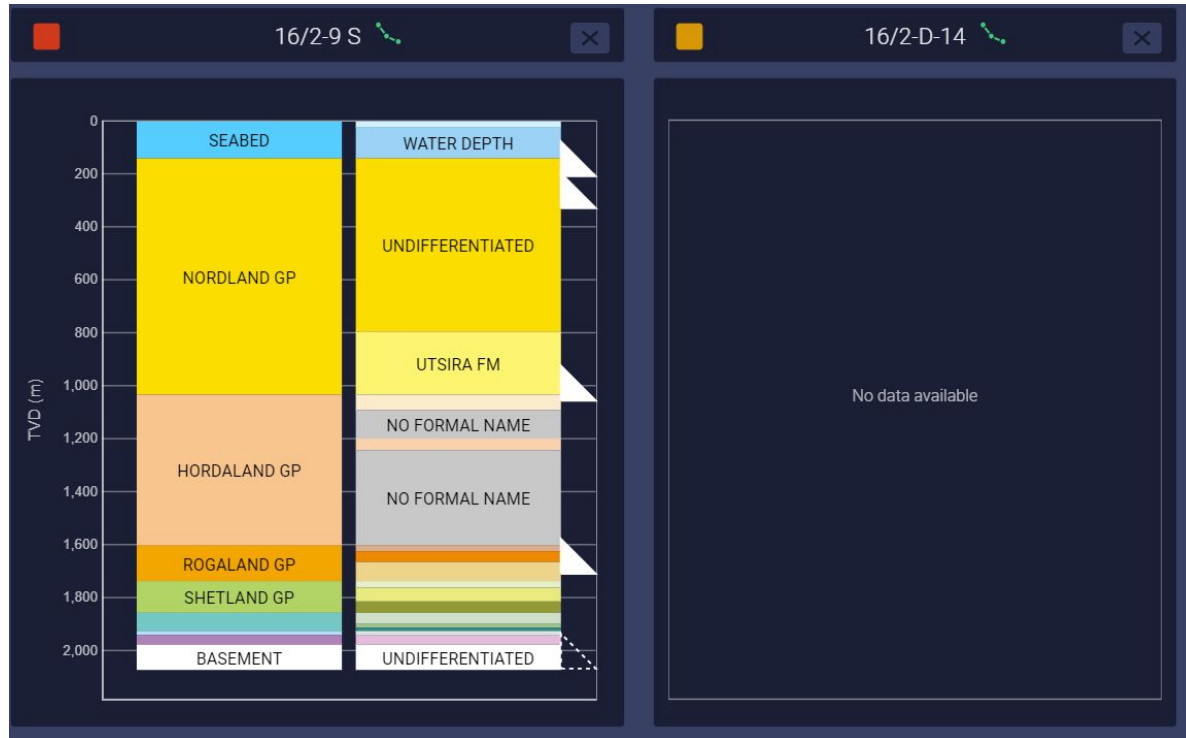 16/2-9 S
16/2-D-14
TVD (m)
0
200
400
600
800
1,000
1,200
1,400
1,600
1,800
2,000
SEABED
NORDLAND GP
HORDALAND GP
ROGALAND GP
SHETLAND GP
BASEMENT
WATER DEPTH
UNDIFFERENTIATED
UTSIRA FM
NO FORMAL NAME
NO FORMAL NAME
UNDIFFERENTIATED
No data available